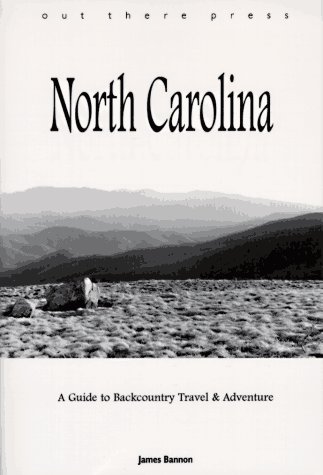 out there press
North Carolina
A Guide to Backcountry Travel & Adventure
James Bannon